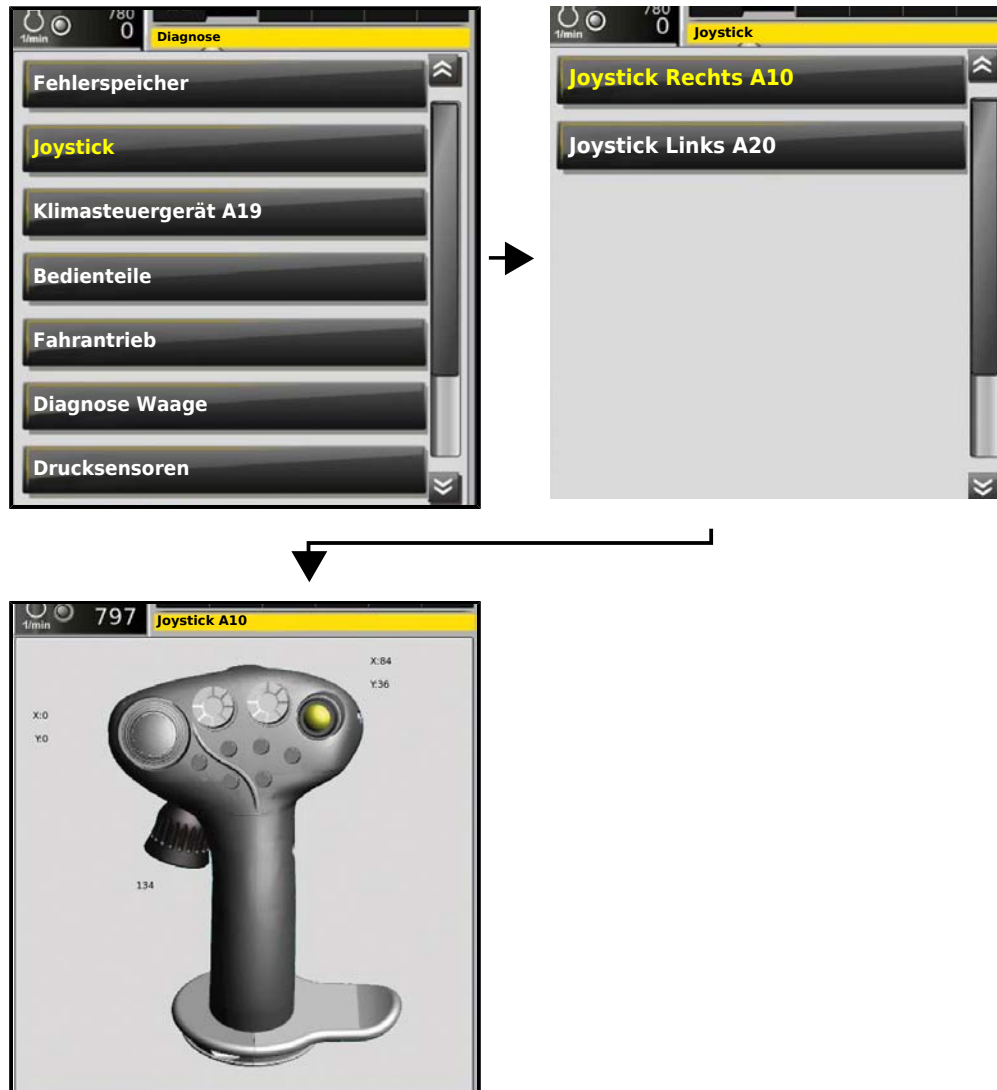 780
1/min
0
Diagnose
Fehlerspeicher
Joystick
Klimasteuergerät A19
Bedienteile
Fahrantrieb
Diagnose Waage
Drucksensoren
780
1/min
0
Joystick
Joystick Rechts A10
Joystick Links A20
1/min
797
Joystick A10
X:84
Y:36
X:0
Y:0
134